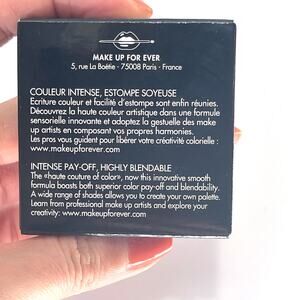 MAKE UP FOR EVER
5, rue La Boétie - 75008 Paris - France
COULEUR INTENSE, ESTOMPE SOYEUSE
Ecriture couleur et facilité d'estompe sont enfin réunies.
Découvrez la haute couleur artistique dans une formule
sensorielle innovante et adoptez la gestuelle des make
up artists en composant vos propres harmonies.
Les pros vous guident pour libérer votre créativité colorielle :
www.makeupforever.com
INTENSE PAY-OFF, HIGHLY BLENDABLE
The «haute couture of color», now this innovative smooth
formula boasts both superior color pay-off and blendability.
A wide range of shades allows you to create your own palette.
Learn from professional make up artists and explore your
creativity: www.makeupforever.com